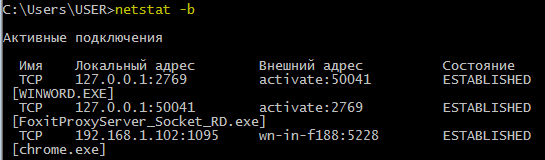 C:\Users\USER>netstat -b
Активные подключения
Имя Локальный адрес Внешний адрес Состояние
TCP 127.0.0.1:2769 activate:50041 ESTABLISHED
[WINWORD.EXE]
TCP 127.0.0.1:50041 activate:2769 ESTABLISHED
[FoxitProxyServer_Socket_RD.exe]
TCP 192.168.1.102:1095 wn-in-f188:5228 ESTABLISHED
[chrome.exe]